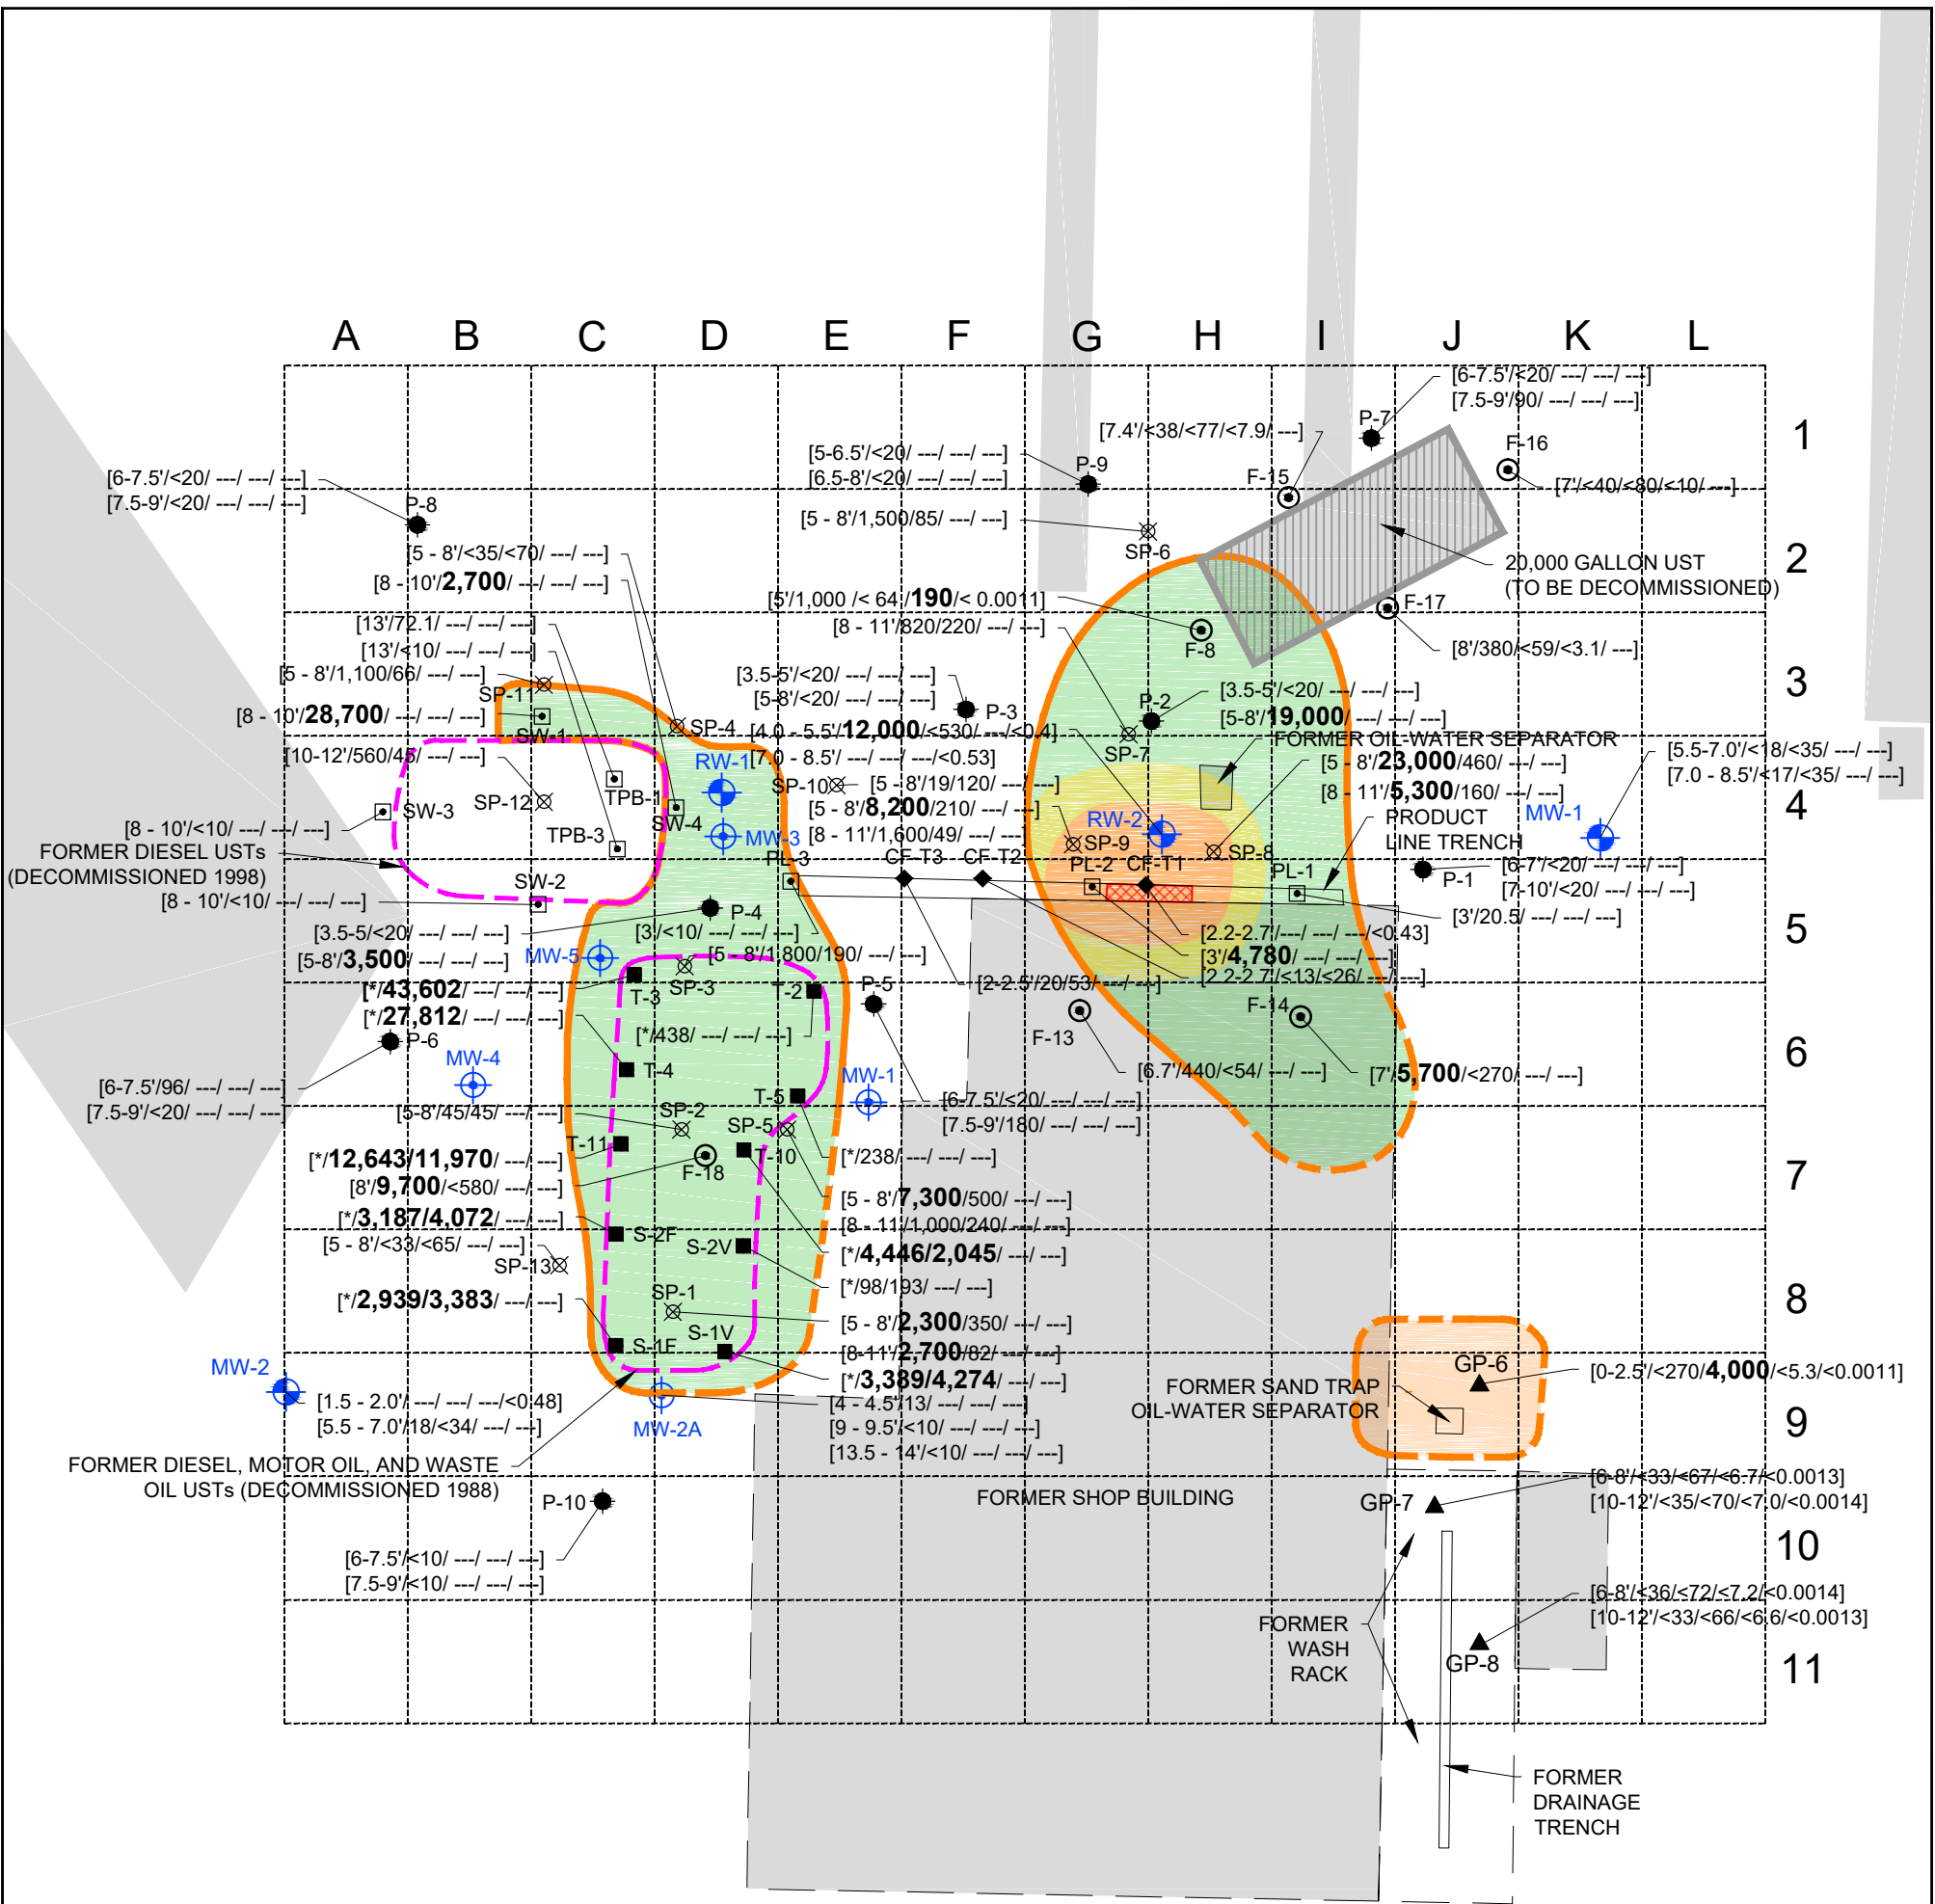 A B C D E F G H I J K L
[6-7.5'/<20/ ---/ ---/ ---]
[7.5-9'/90/ ---/ ---/ ---]
P-7
1
[7.4'/<38/<77/<7.9/ ---]
F-16
[5-6.5'/<20/ ---/ ---/ ---]
[6.5-8'/<20/ ---/ ---/ ---]
P-9
F-15
[7'/<40/<80/<10/ ---]
[6-7.5'/<20/ ---/ ---/ ---]
[7.5-9'/<20/ ---/ ---/ ---]
P-8
[5 - 8'/1,500/85/ ---/ ---]
SP-6
[5 - 8'/<35/<70/ ---/ ---]
[8 - 10'/2,700/ ---/ ---/ ---]
20,000 GALLON UST
(TO BE DECOMMISSIONED)
2
[5'/1,000 /< 64 /190/< 0.0011]
F-17
[13'/72.1/ ---/ ---/ ---]
[13'/<10/ ---/ ---/ ---]
[8 - 11'/820/220/ ---/ ---]
F-8
[8'/380/<59/<3.1/ ---]
[5 - 8'/1,100/66/ ---/ ---]
SP-11
[3.5-5'/<20/ ---/ ---/ ---]
[5-8'/<20/ ---/ ---/ ---]
P-3
P-2
[3.5-5'/<20/ ---/ ---/ ---]
[5-8'/19,000/ ---/ ---/ ---]
3
[8 - 10'/28,700/ ---/ ---/ ---]
SW-1
SP-4
[4.0 - 5.5'/12,000/<530/ ---/<0.4]
[7.0 - 8.5'/ ---/ ---/ ---/<0.53]
SP-7
FORMER OIL-WATER SEPARATOR
[10-12'/560/45/ ---/ ---]
RW-1
[5 - 8'/23,000/460/ ---/ ---]
[8 - 11'/5,300/160/ ---/ ---]
[5.5-7.0'/<18/<35/ ---/ ---]
[7.0 - 8.5'/<17/<35/ ---/ ---]
SP-10
[5 - 8'/19/120/ ---/ ---]
SW-3
SP-12
TPB-1
SW-4
[5 - 8'/8,200/210/ ---/ ---]
[8 - 11'/1,600/49/ ---/ ---]
RW-2
PRODUCT
LINE TRENCH
MW-1
4
[8 - 10'/<10/ ---/ ---/ ---]
TPB-3
MW-3
SP-9
SP-8
FORMER DIESEL USTs
(DECOMMISSIONED 1998)
PL-3
CF-T3
CF-T2
PL-2
CF-T1
PL-1
P-1
[6-7'/<20/ ---/ ---/ ---]
[7-10'/<20/ ---/ ---/ ---]
SW-2
[8 - 10'/<10/ ---/ ---/ ---]
P-4
[3'/20.5/ ---/ ---/ ---]
[3.5-5/<20/ ---/ ---/ ---]
[5-8'/3,500/ ---/ ---/ ---]
[3'/<10/ ---/ ---/ ---]
[2.2-2.7'/---/ ---/ ---/<0.43]
5
MW-5
[5 - 8'/1,800/190/ ---/ ---]
[3'/4,780/ ---/ ---/ ---]
[2.2-2.7'/<13/<26/ ---/ ---]
[*/43,602/ ---/ ---/ ---]
T-3
SP-3
T-2
P-5
[2-2.5'/20/53/ ---/ ---]
[*/27,812/ ---/ ---/ ---]
[*/438/ ---/ ---/ ---]
F-13
F-14
P-6
MW-4
T-4
MW-1
[6.7'/440/<54/ ---/ ---]
[7'/5,700/<270/ ---/ ---]
6
[6-7.5'/96/ ---/ ---/ ---]
[7.5-9'/<20/ ---/ ---/ ---]
T-5
[6-7.5'/<20/ ---/ ---/ ---]
[7.5-9'/180/ ---/ ---/ ---]
[5-8'/45/45/ ---/ ---]
SP-2
SP-5
T-11
T-10
F-18
[*/238/ ---/ ---/ ---]
[*/12,643/11,970/ ---/ ---]
[8'/9,700/<580/ ---/ ---]
[5 - 8'/7,300/500/ ---/ ---]
[8 - 11'/1,000/240/ ---/ ---]
7
[*/3,187/4,072/ ---/ ---]
S-2F
S-2V
[*/4,446/2,045/ ---/ ---]
[5 - 8'/<33/<65/ ---/ ---]
SP-13
[*/98/193/ ---/ ---]
[*/2,939/3,383/ ---/ ---]
SP-1
[5 - 8'/2,300/350/ ---/ ---]
[8-11'/2,700/82/ ---/ ---]
8
S-1F
S-1V
[*/3,389/4,274/ ---/ ---]
MW-2
GP-6
[0-2.5'/<270/4,000/<5.3/<0.0011]
[1.5 - 2.0'/ ---/ ---/ ---/<0.48]
[5.5 - 7.0'/18/<34/ ---/ ---]
MW-2A
[4 - 4.5'/13/ ---/ ---/ ---]
[9 - 9.5'/<10/ ---/ ---/ ---]
[13.5 - 14'/<10/ ---/ ---/ ---]
FORMER SAND TRAP
OIL-WATER SEPARATOR
9
FORMER DIESEL, MOTOR OIL, AND WASTE
OIL USTs (DECOMMISSIONED 1988)
P-10
FORMER SHOP BUILDING
GP-7
[6-8'/<33/<67/<6.7/<0.0013]
[10-12'/<35/<70/<7.0/<0.0014]
[6-7.5'/<10/ ---/ ---/ ---]
[7.5-9'/<10/ ---/ ---/ ---]
10
[6-8'/<36/<72/<7.2/<0.0014]
[10-12'/<33/<66/<6.6/<0.0013]
FORMER
WASH
RACK
GP-8
11
FORMER
DRAINAGE
TRENCH